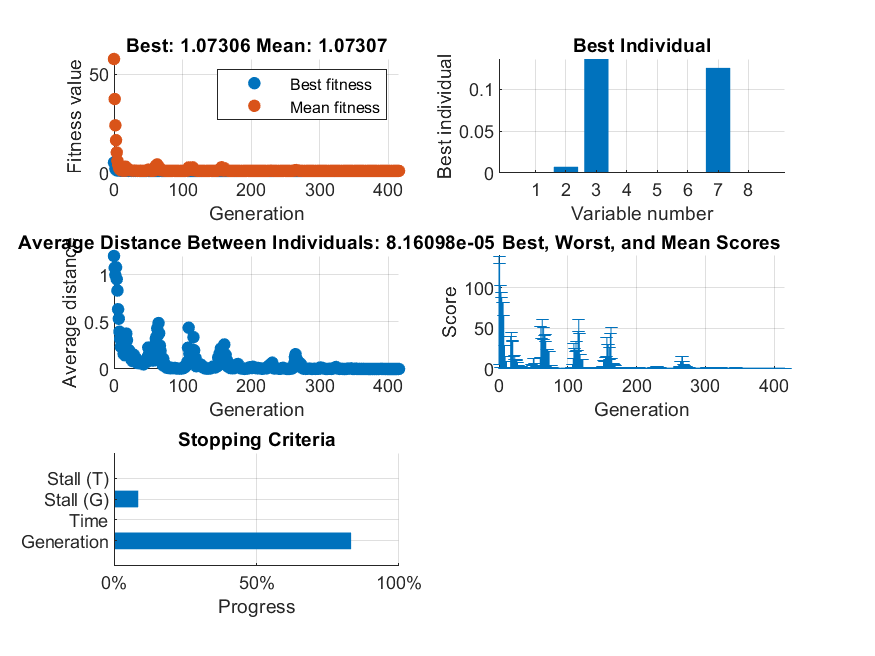 Best: 1.07306 Mean: 1.07307
Fitness value
50
0
Best fitness
Mean fitness
0 100 200 300 400
Generation
Best Individual
Best individual
0.1
0.05
0
1 2 3 4 5 6 7 8
Variable number
Average Distance Between Individuals: 8.16098e-05
Average distance
1
0.5
0
0 100 200 300 400
Generation
Best, Worst, and Mean Scores
Score
100
50
0
0 100 200 300 400
Generation
Stopping Criteria
Stall (T)
Stall (G)
Time
Generation
0% 50% 100%
Progress